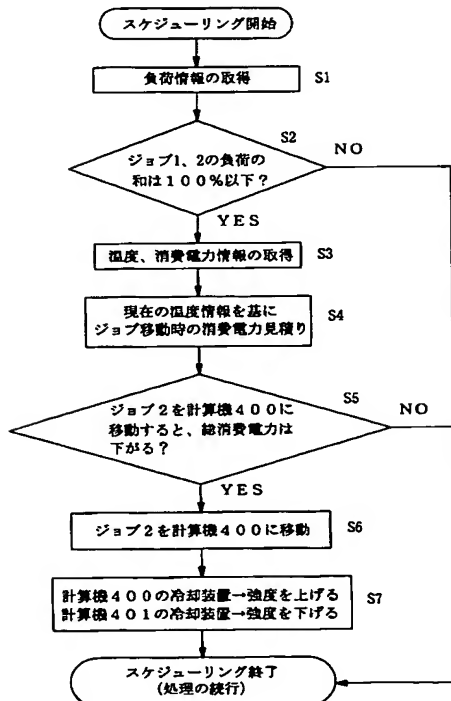 スケジューリング開始
負荷情報の取得 S1
S2
ジョブ1、2の負荷の
和は100%以下?
NO
YES
温度、消費電力情報の取得 S3
現在の温度情報を基に
ジョブ移動時の消費電力見積り
S4
S5
ジョブ2を計算機400に
移動すると、総消費電力は
下がる?
NO
YES
ジョブ2を計算機400に移動 S6
計算機400の冷却装置→強度を上げる
計算機401の冷却装置→強度を下げる
S7
スケジューリング終了
(処理の続行)